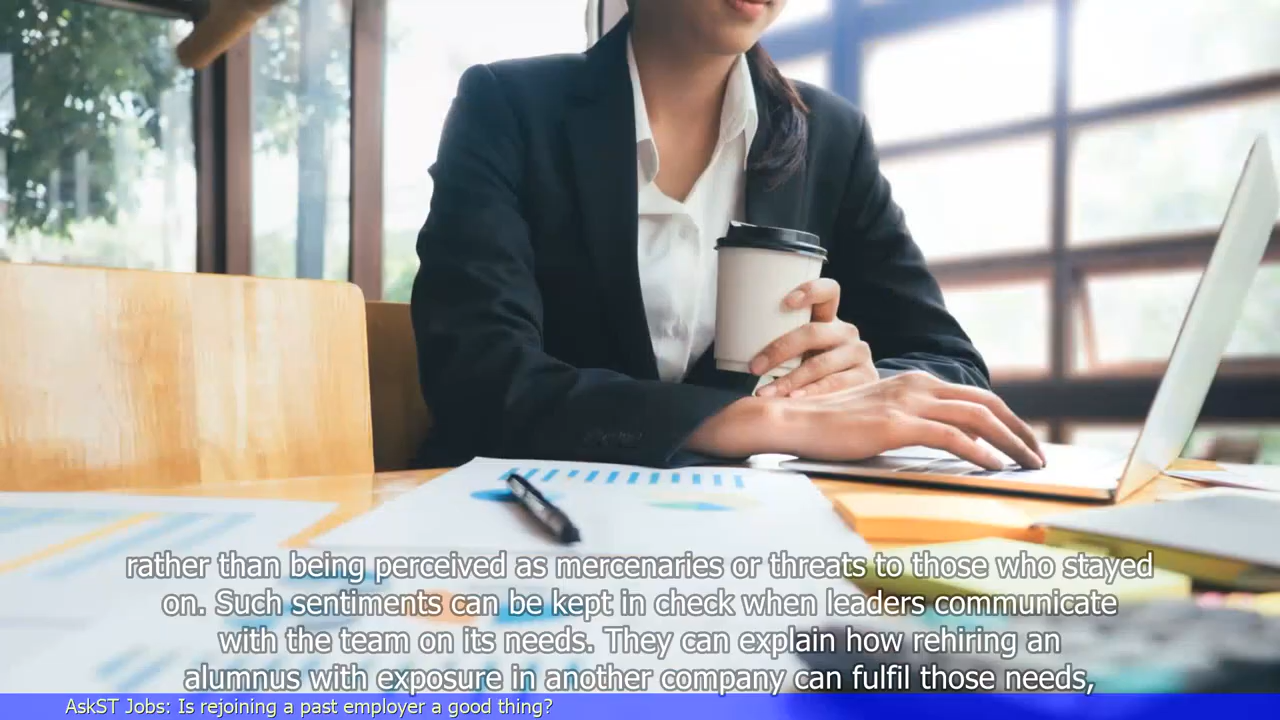 rather than being perceived as mercenaries or threats to those who stayed
on. Such sentiments can be kept in check when leaders communicate
with the team on its needs. They can explain how rehiring an
alumnus with exposure in another company can fulfil those needs,
AskST Jobs: Is rejoining a past employer a good thing?